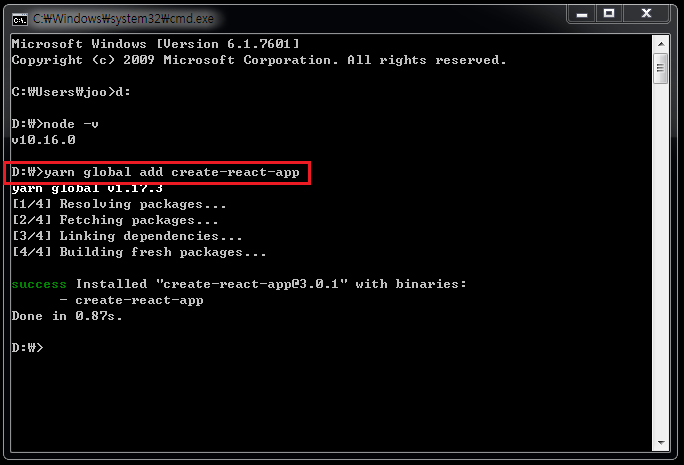 C:₩Windows₩system32₩cmd.exe
Microsoft Windows [Version 6.1.7601]
Copyright (c) 2009 Microsoft Corporation. All rights reserved.
C:₩Users₩joo>d:
D:₩>node -v
v10.16.0
D:₩>yarn global add create-react-app
yarn global v1.17.3
[1/4] Resolving packages...
[2/4] Fetching packages...
[3/4] Linking dependencies...
[4/4] Building fresh packages...
success Installed "create-react-app@3.0.1" with binaries:
- create-react-app
Done in 0.87s.
D:₩>